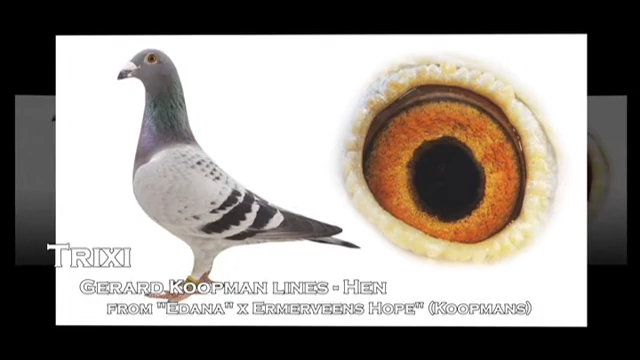 TRIXI
GERARD KOOPMAN LINES - HEN
FROM "EDANA" X ERMERVEENS HOPE" (KOOPMANS)